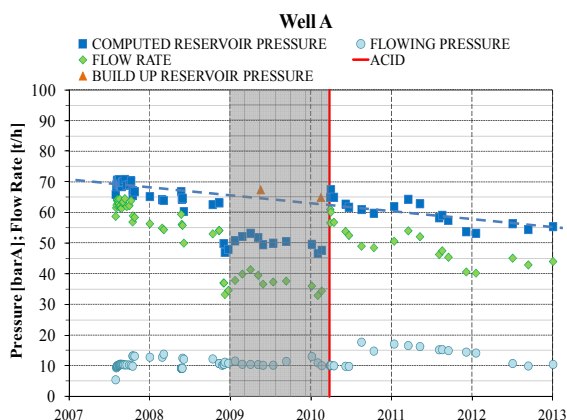 Well A
COMPUTED RESERVOIR PRESSURE
FLOWING PRESSURE
FLOW RATE
ACID
BUILD UP RESERVOIR PRESSURE
Pressure [barA] ; Flow Rate [t/h]
100
90
80
70
60
50
40
30
20
10
0
2007 2008 2009 2010 2011 2012 2013